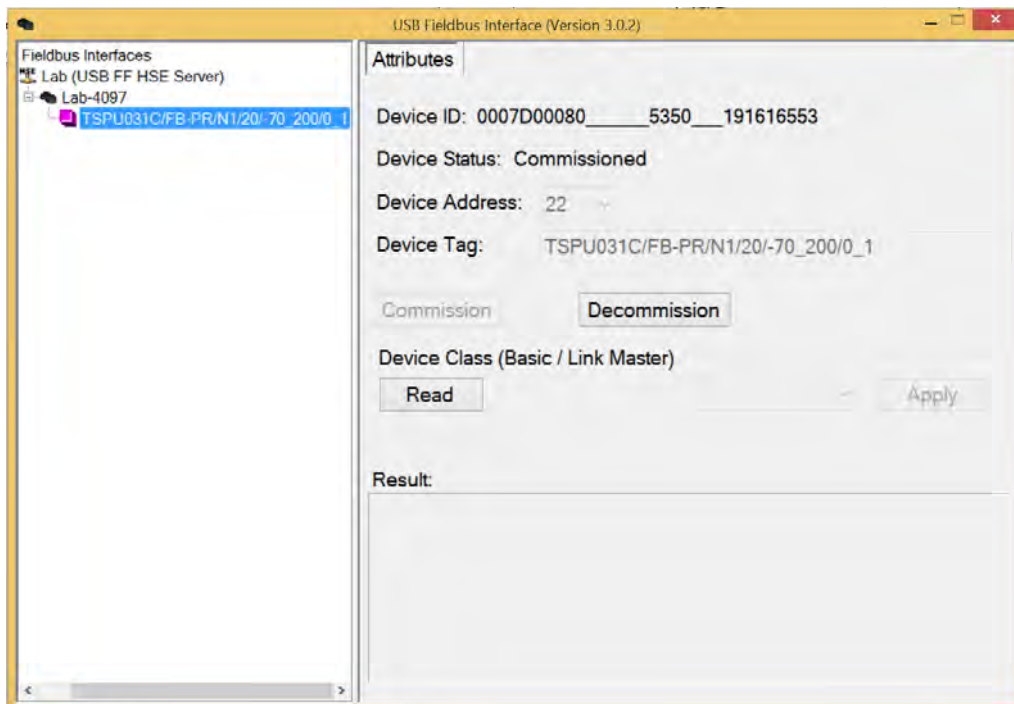 USB Fieldbus Interface (Version 3.0.2)
Fieldbus Interfaces
Lab (USB FF HSE Server)
Lab-4097
TSPU031C/FB-PR/N1/20/-70_200/0_1
Attributes
Device ID: 0007D00080______5350___191616553
Device Status: Commissioned
Device Address: 22
Device Tag: TSPU031C/FB-PR/N1/20/-70_200/0_1
Commission Decommission
Device Class (Basic / Link Master)
Read Apply
Result: